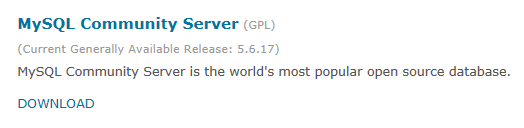 MySQL Community Server (GPL)
(Current Generally Available Release: 5.6.17)
MySQL Community Server is the world's most popular open source database.
DOWNLOAD